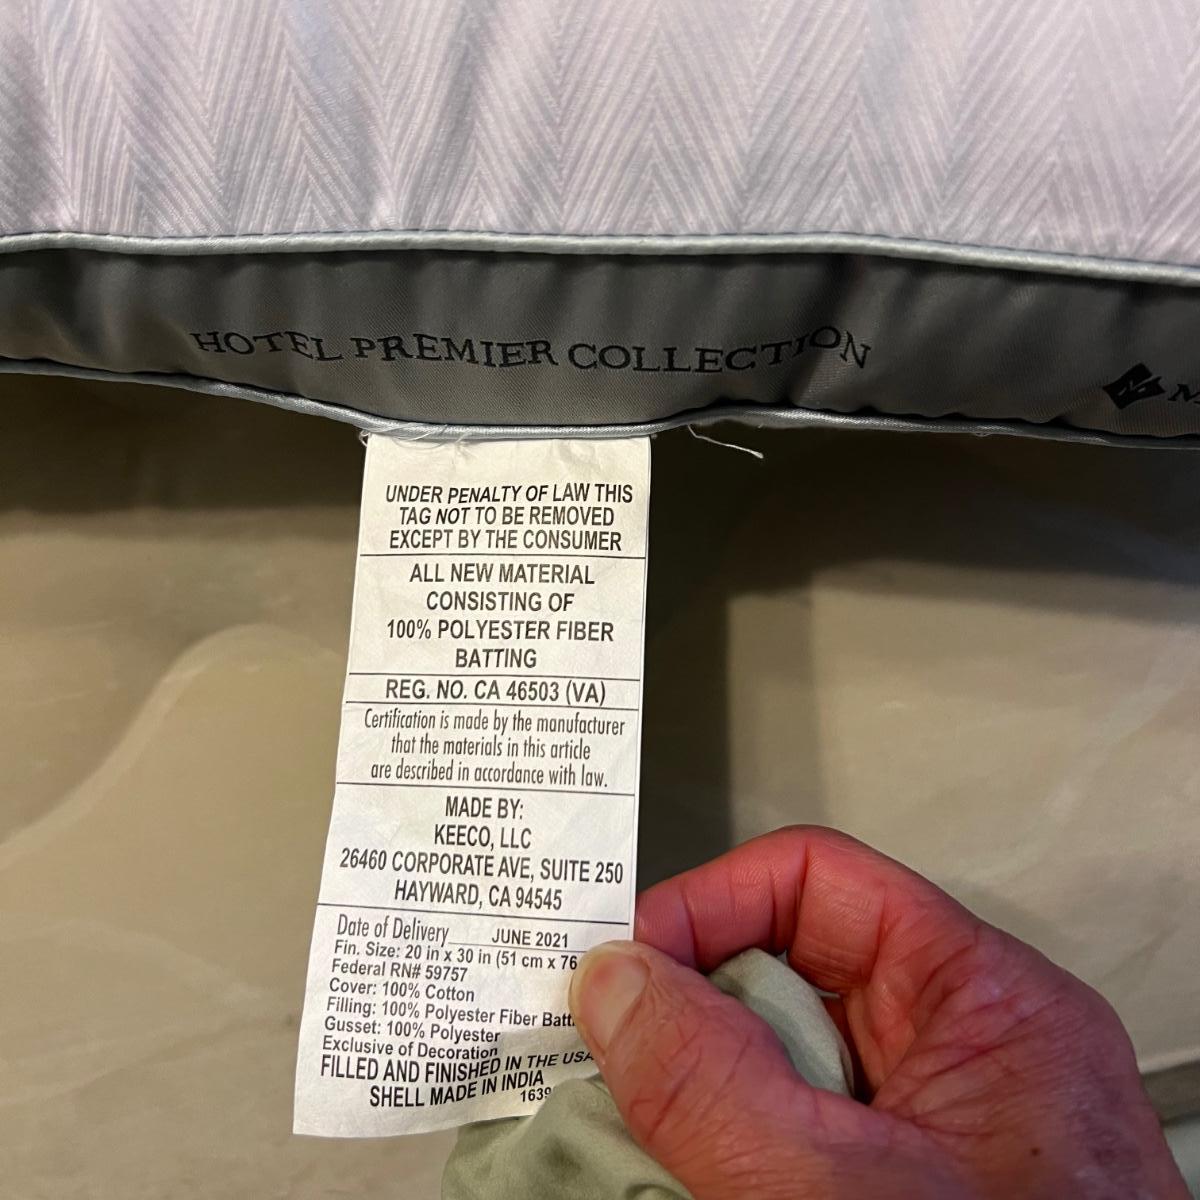 HOTEL PREMIER COLLECTION
UNDER PENALTY OF LAW THIS
TAG NOT TO BE REMOVED
EXCEPT BY THE CONSUMER
ALL NEW MATERIAL
CONSISTING OF
100% POLYESTER FIBER
BATTING
REG. NO. CA 46503 (VA)
Certification is made by the manufacturer
that the materials in this article
are described in accordance with law.
MADE BY:
KEECO, LLC
26460 CORPORATE AVE, SUITE 250
HAYWARD, CA 94545
Date of Delivery JUNE 2021
Fin. Size: 20 in x 30 in (51 cm x 76
Federal RN# 59757
Cover: 100% Cotton
Filling: 100% Polyester Fiber
Gusset: 100% Polyester
Exclusive of Decoration
FILLED AND FINISHED IN THE USA
SHELL MADE IN INDIA